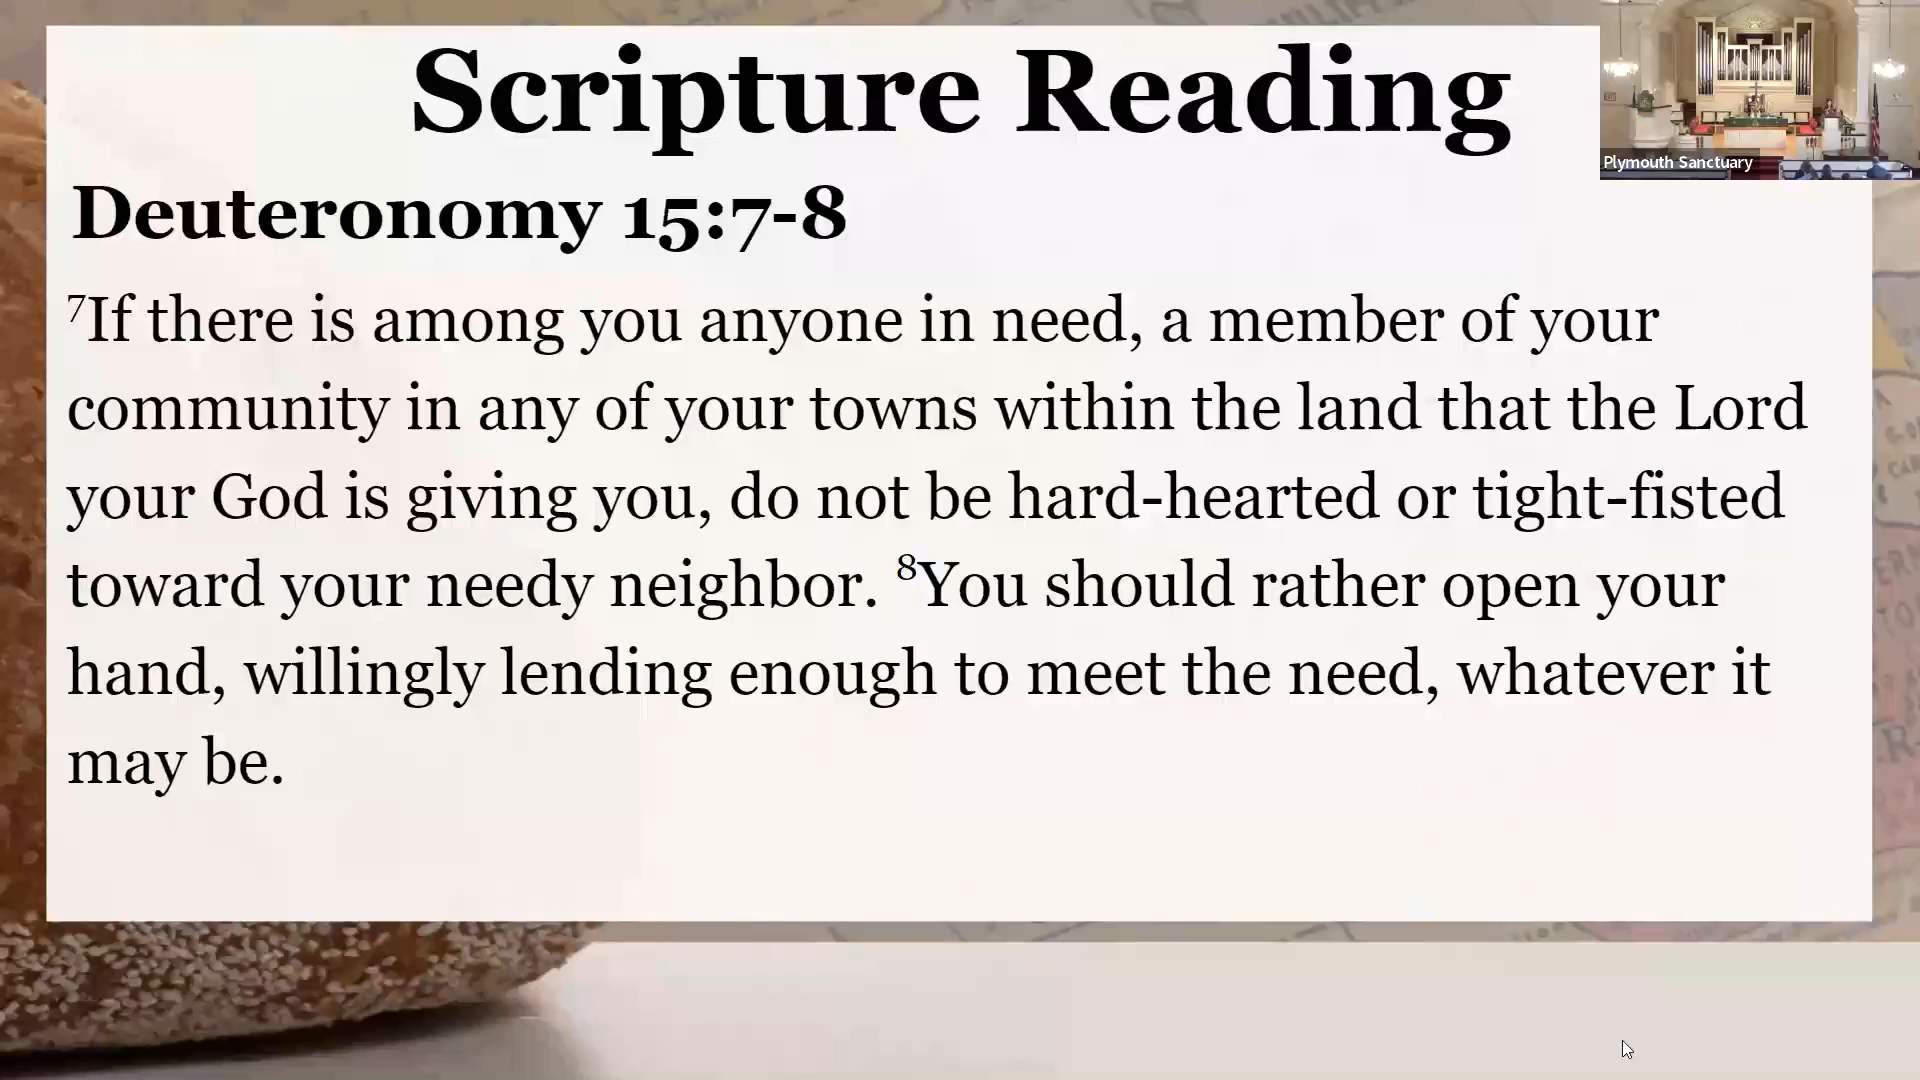 Scripture Reading
Plymouth Sanctuary
Deuteronomy 15:7-8
⁷If there is among you anyone in need, a member of your
community in any of your towns within the land that the Lord
your God is giving you, do not be hard-hearted or tight-fisted
toward your needy neighbor. ⁸You should rather open your
hand, willingly lending enough to meet the need, whatever it
may be.